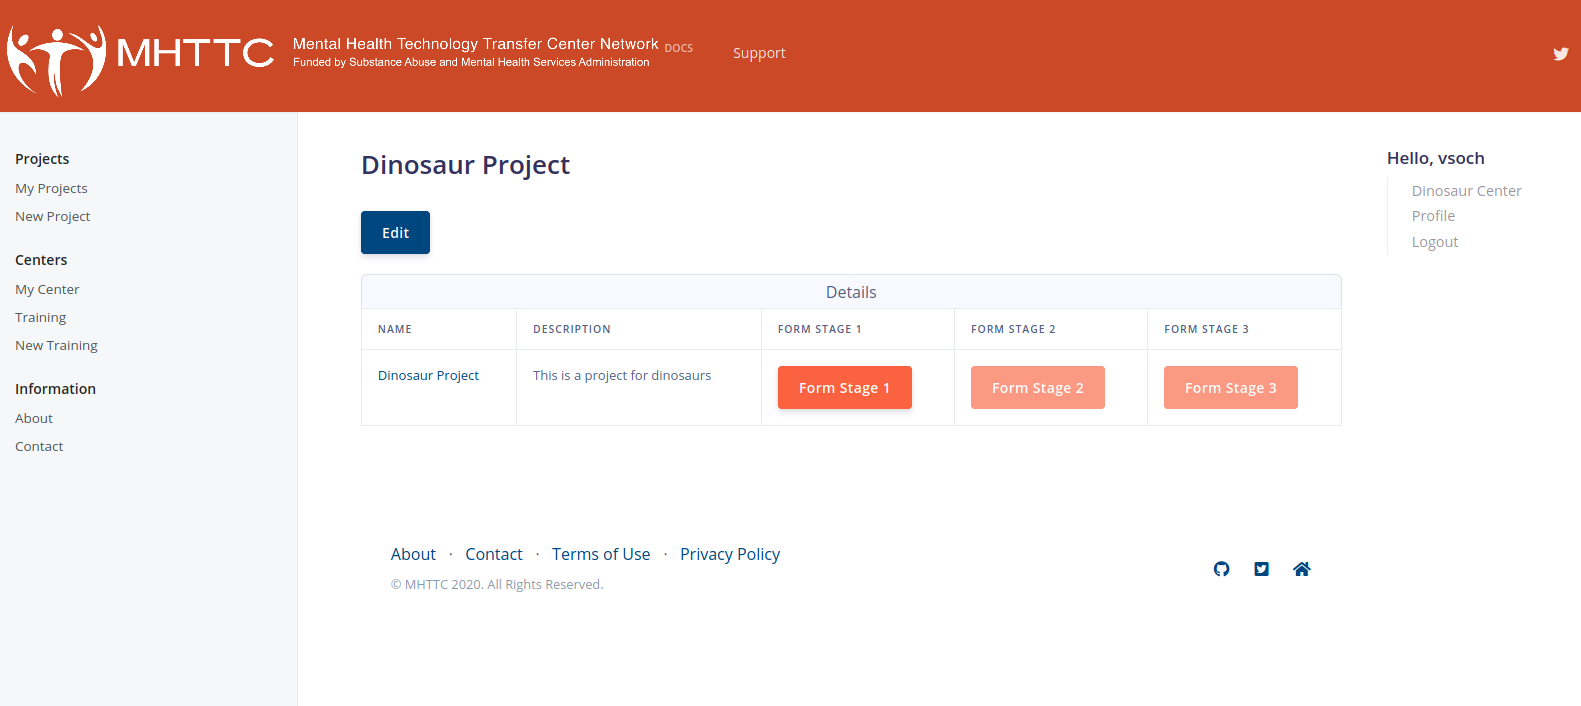 MHTTC
Mental Health Technology Transfer Center Network DOCS
Funded by Substance Abuse and Mental Health Services Administration
Support
Projects
My Projects
New Project
Centers
My Center
Training
New Training
Information
About
Contact
Dinosaur Project
Edit
Details
NAME DESCRIPTION FORM STAGE 1 FORM STAGE 2 FORM STAGE 3
Dinosaur Project This is a project for dinosaurs Form Stage 1 Form Stage 2 Form Stage 3
Hello, vsoch
Dinosaur Center
Profile
Logout
About · Contact · Terms of Use · Privacy Policy
© MHTTC 2020. All Rights Reserved.